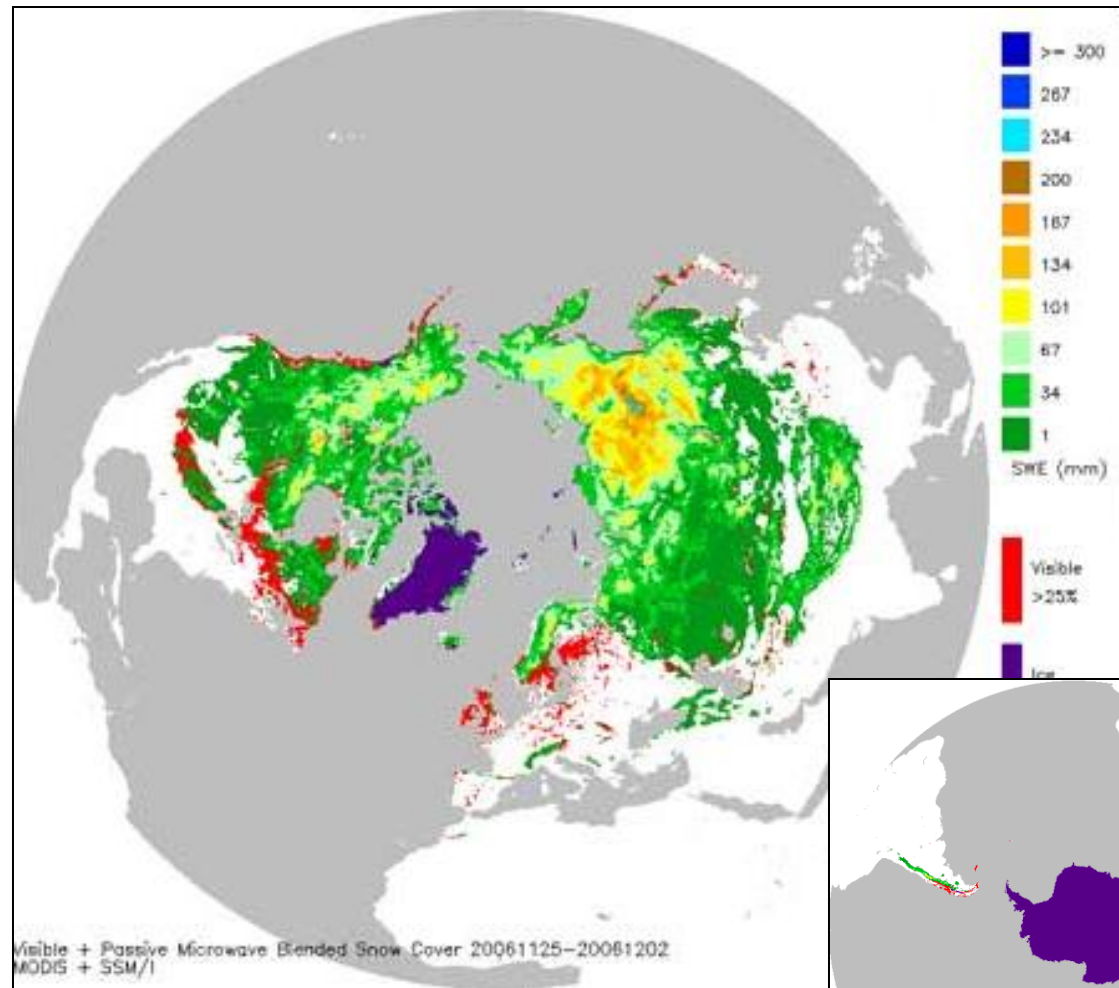 >= 300
267
234
200
167
134
101
67
34
1
SWE (mm)
Visible
>25%
Ice
Visible + Passive Microwave Blended Snow Cover 20061125-20061202
MODIS + SSM/I